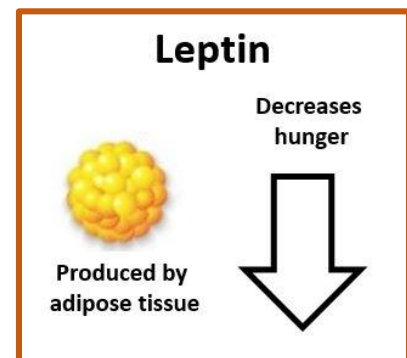 Leptin
Decreases
hunger
Produced by
adipose tissue